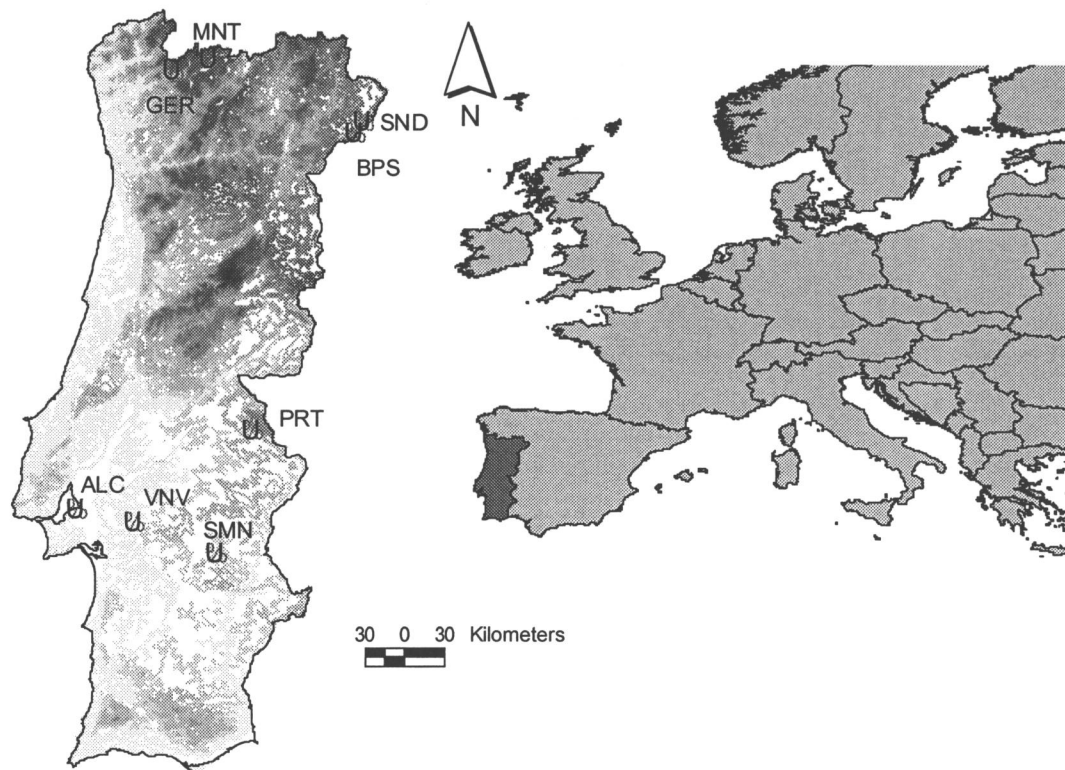 MNT
GER
SND
BPS
N
PRT
ALC
VNV
SMN
30 0 30 Kilometers